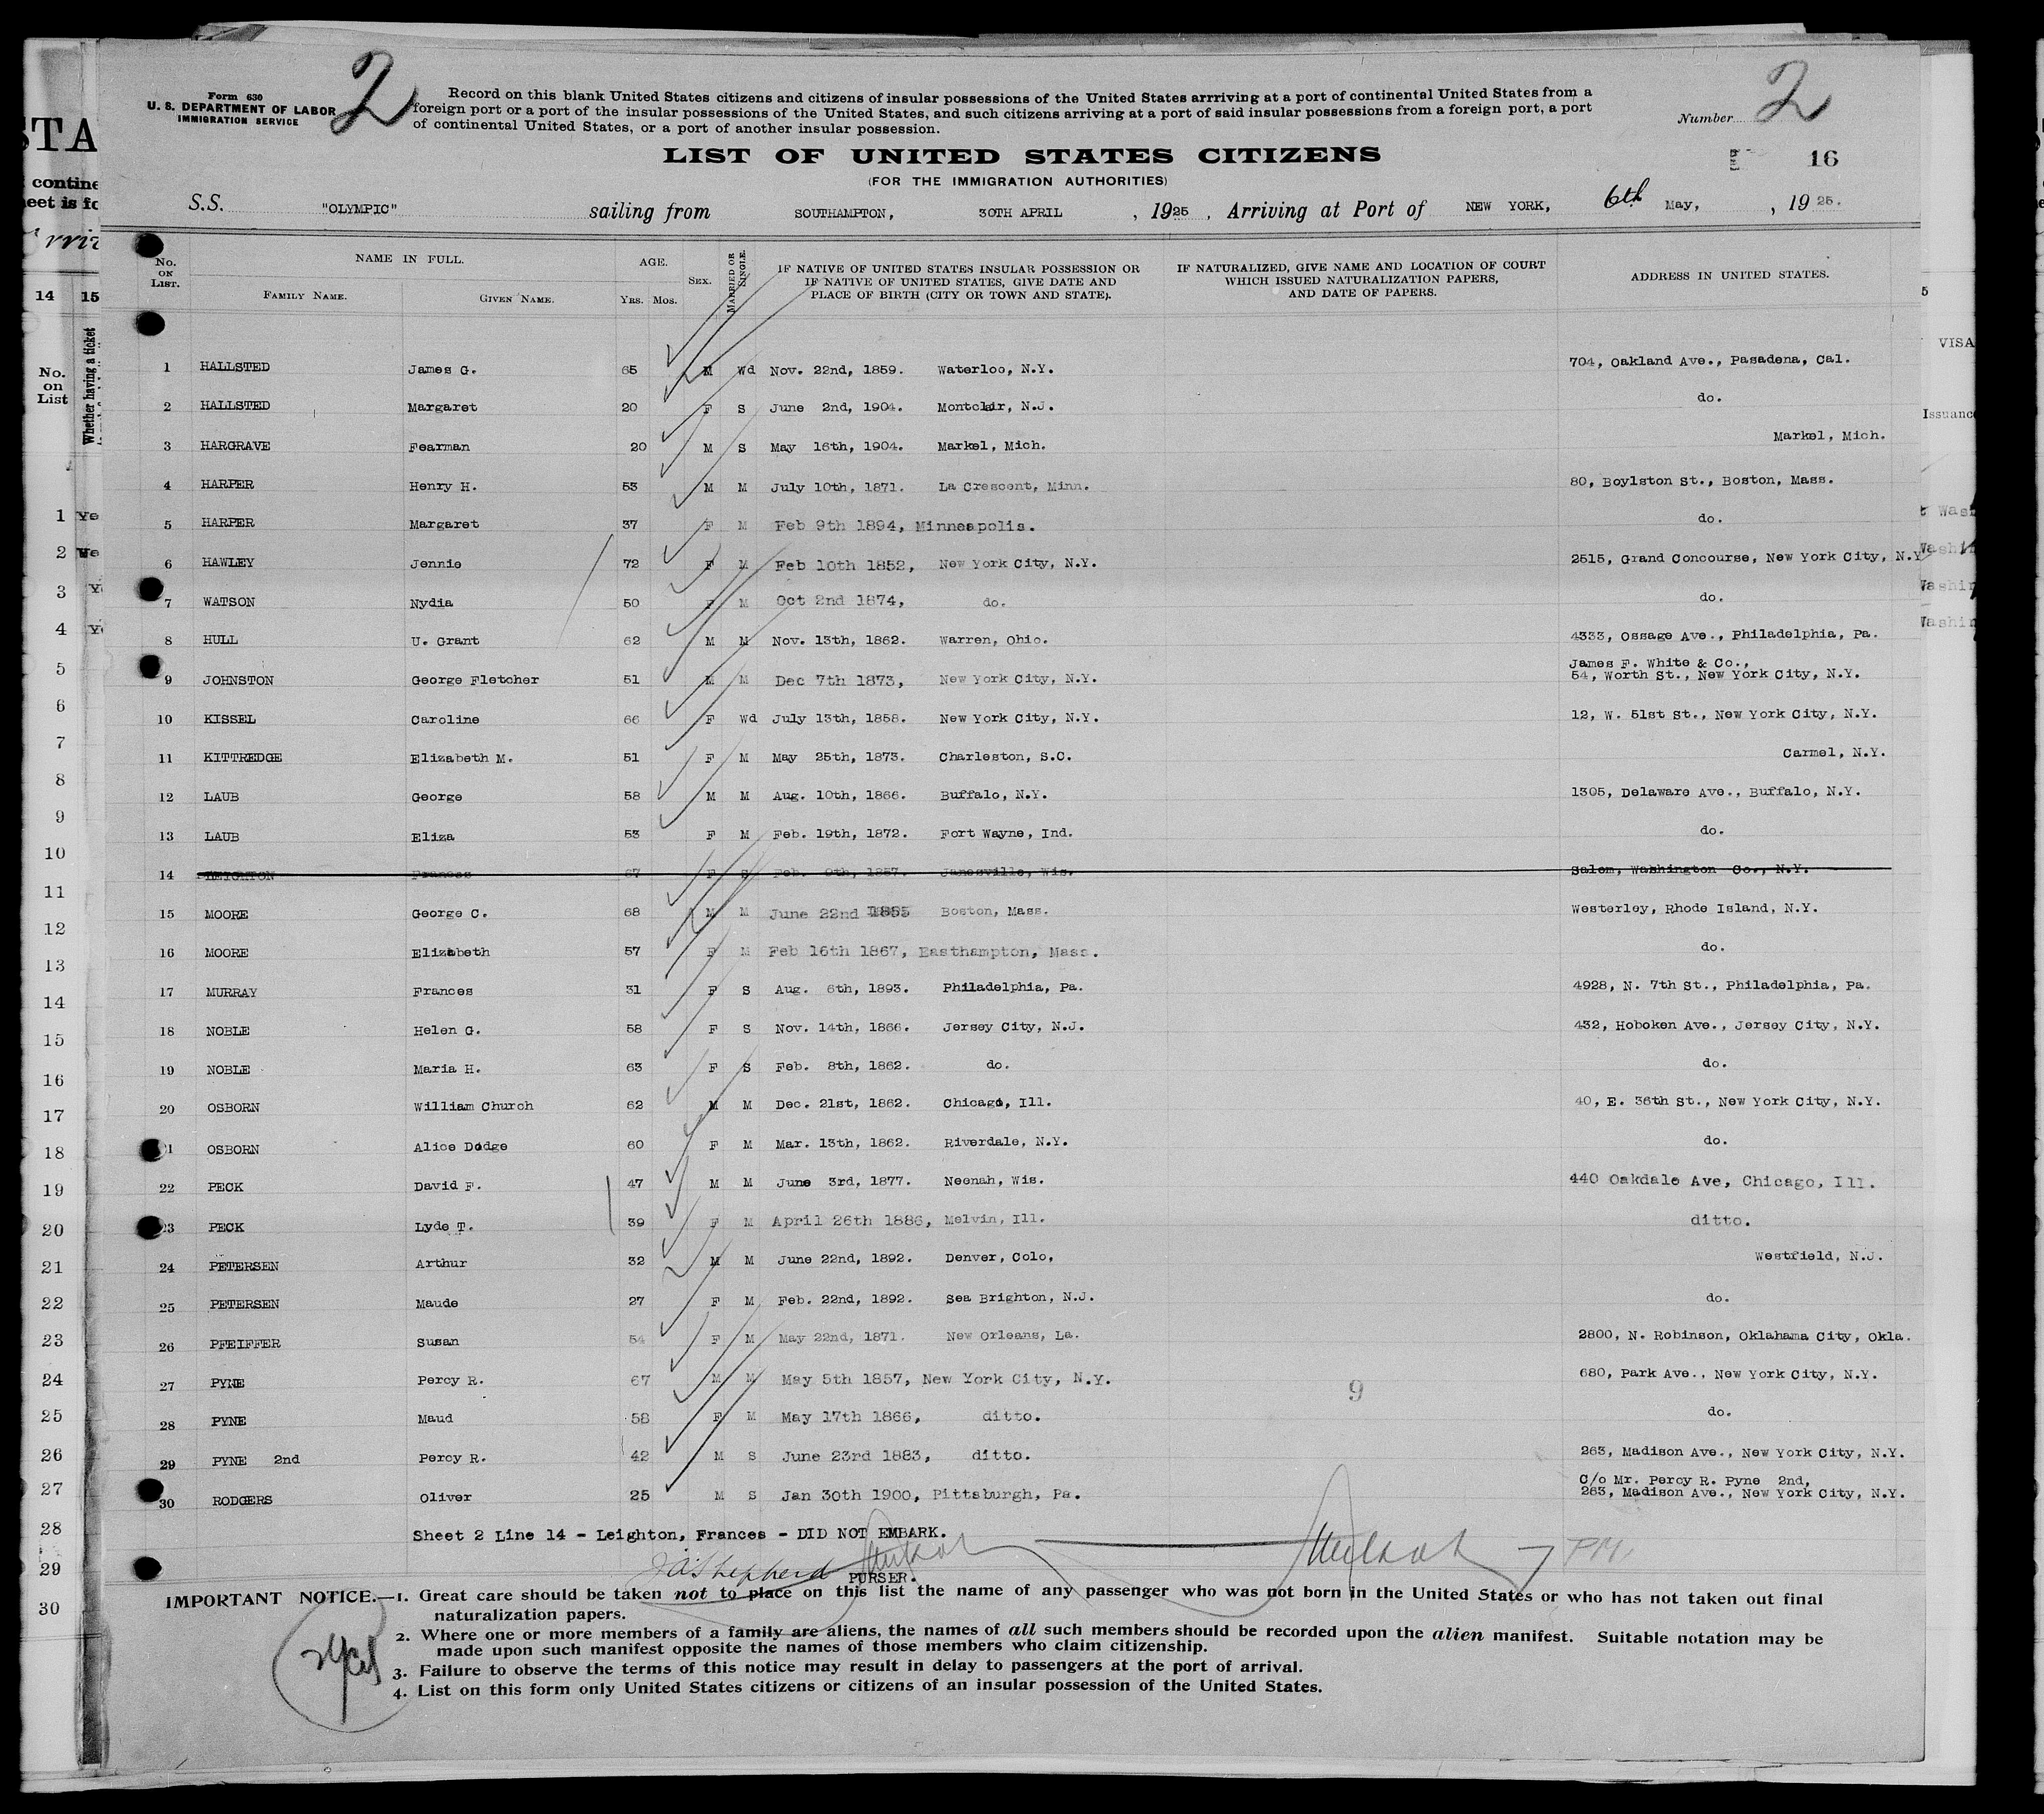 Form 630
U. S. DEPARTMENT OF LABOR
IMMIGRATION SERVICE
2
Record on this blank United States citizens and citizens of insular possessions of the United States arrriving at a port of continental United States from a
foreign port or a port of the insular possessions of the United States, and such citizens arriving at a port of said insular possessions from a foreign port, a port
of continental United States, or a port of another insular possession.
Number 2
LIST OF UNITED STATES CITIZENS
16
(FOR THE IMMIGRATION AUTHORITIES)
S.S. "OLYMPIC" sailing from SOUTHAMPTON, 30TH APRIL , 1925 , Arriving at Port of NEW YORK, 6th May, , 19 25.
No. ON LIST. NAME IN FULL. AGE. SEX. MARRIED OR SINGLE. IF NATIVE OF UNITED STATES INSULAR POSSESSION OR IF NATIVE OF UNITED STATES, GIVE DATE AND PLACE OF BIRTH (CITY OR TOWN AND STATE). IF NATURALIZED, GIVE NAME AND LOCATION OF COURT WHICH ISSUED NATURALIZATION PAPERS, AND DATE OF PAPERS. ADDRESS IN UNITED STATES.
FAMILY NAME. GIVEN NAME. YRS. MOS.
1 HALLSTED James G. 65 M Wd Nov. 22nd, 1859. Waterloo, N.Y. 704, Oakland Ave., Pasadena, Cal.
2 HALLSTED Margaret 20 F S June 2nd, 1904. Montclair, N.J. do.
3 HARGRAVE Fearman 20 M S May 16th, 1904. Markel, Mich. Markel, Mich.
4 HARPER Henry H. 53 M M July 10th, 1871. La Crescent, Minn. 80, Boylston St., Boston, Mass.
5 HARPER Margaret 37 F M Feb 9th 1894, Minneapolis. do.
6 HAWLEY Jennie 72 F M Feb 10th 1852, New York City, N.Y. 2515, Grand Concourse, New York City, N.Y
7 WATSON Nydia 50 F M Oct 2nd 1874, do. do.
8 HULL U. Grant 62 M M Nov. 13th, 1862. Warren, Ohio. 4333, Ossage Ave., Philadelphia, Pa.
9 JOHNSTON George Fletcher 51 M M Dec 7th 1873, New York City, N.Y. James F. White & Co., 54, Worth St., New York City, N.Y.
10 KISSEL Caroline 66 F Wd July 13th, 1858. New York City, N.Y. 12, W. 51st St., New York City, N.Y.
11 KITTREDGE Elizabeth M. 51 F M May 25th, 1873. Charleston, S.C. Carmel, N.Y.
12 LAUB George 58 M M Aug. 10th, 1866. Buffalo, N.Y. 1305, Delaware Ave., Buffalo, N.Y.
13 LAUB Eliza 53 F M Feb. 19th, 1872. Fort Wayne, Ind. do.
14 LEIGHTON Frances 67 F S Feb. 9th, 1857. Janesville, Wis. Salem, Washington Co., N.Y.
15 MOORE George C. 68 M M June 22nd 1855 Boston, Mass. Westerley, Rhode Island, N.Y.
16 MOORE Elizabeth 57 F M Feb 16th 1867, Easthampton, Mass. do.
17 MURRAY Frances 31 F S Aug. 6th, 1893. Philadelphia, Pa. 4928, N. 7th St., Philadelphia, Pa.
18 NOBLE Helen G. 58 F S Nov. 14th, 1866. Jersey City, N.J. 432, Hoboken Ave., Jersey City, N.Y.
19 NOBLE Maria H. 63 F S Feb. 8th, 1862. do. do.
20 OSBORN William Church 62 M M Dec. 21st, 1862. Chicago, Ill. 40, E. 36th St., New York City, N.Y.
21 OSBORN Alice Dodge 60 F M Mar. 13th, 1862. Riverdale, N.Y. do.
22 PECK David F. 47 M M June 3rd, 1877. Neenah, Wis. 440 Oakdale Ave, Chicago, Ill.
23 PECK Lyde T. 39 F M April 26th 1886, Melvin, Ill. ditto.
24 PETERSEN Arthur 32 M M June 22nd, 1892. Denver, Colo, Westfield, N.J.
25 PETERSEN Maude 27 F M Feb. 22nd, 1892. Sea Brighton, N.J. do.
26 PFEIFFER Susan 54 F M May 22nd, 1871. New Orleans, La. 2800, N. Robinson, Oklahoma City, Okla.
27 PYNE Percy R. 67 M M May 5th 1857, New York City, N.Y. 680, Park Ave., New York City, N.Y.
9
28 PYNE Maud 58 F M May 17th 1866, ditto. do.
29 PYNE 2nd Percy R. 42 M S June 23rd 1883, ditto. 263, Madison Ave., New York City, N.Y.
30 RODGERS Oliver 25 M S Jan 30th 1900, Pittsburgh, Pa. C/o Mr. Percy R. Pyne 2nd, 263, Madison Ave., New York City, N.Y.
Sheet 2 Line 14 - Leighton, Frances - DID NOT EMBARK.
J A Shepherd
PURSER.
IMPORTANT NOTICE.—1. Great care should be taken not to place on this list the name of any passenger who was not born in the United States or who has not taken out final
naturalization papers.
2. Where one or more members of a family are aliens, the names of all such members should be recorded upon the alien manifest. Suitable notation may be
made upon such manifest opposite the names of those members who claim citizenship.
3. Failure to observe the terms of this notice may result in delay to passengers at the port of arrival.
4. List on this form only United States citizens or citizens of an insular possession of the United States.